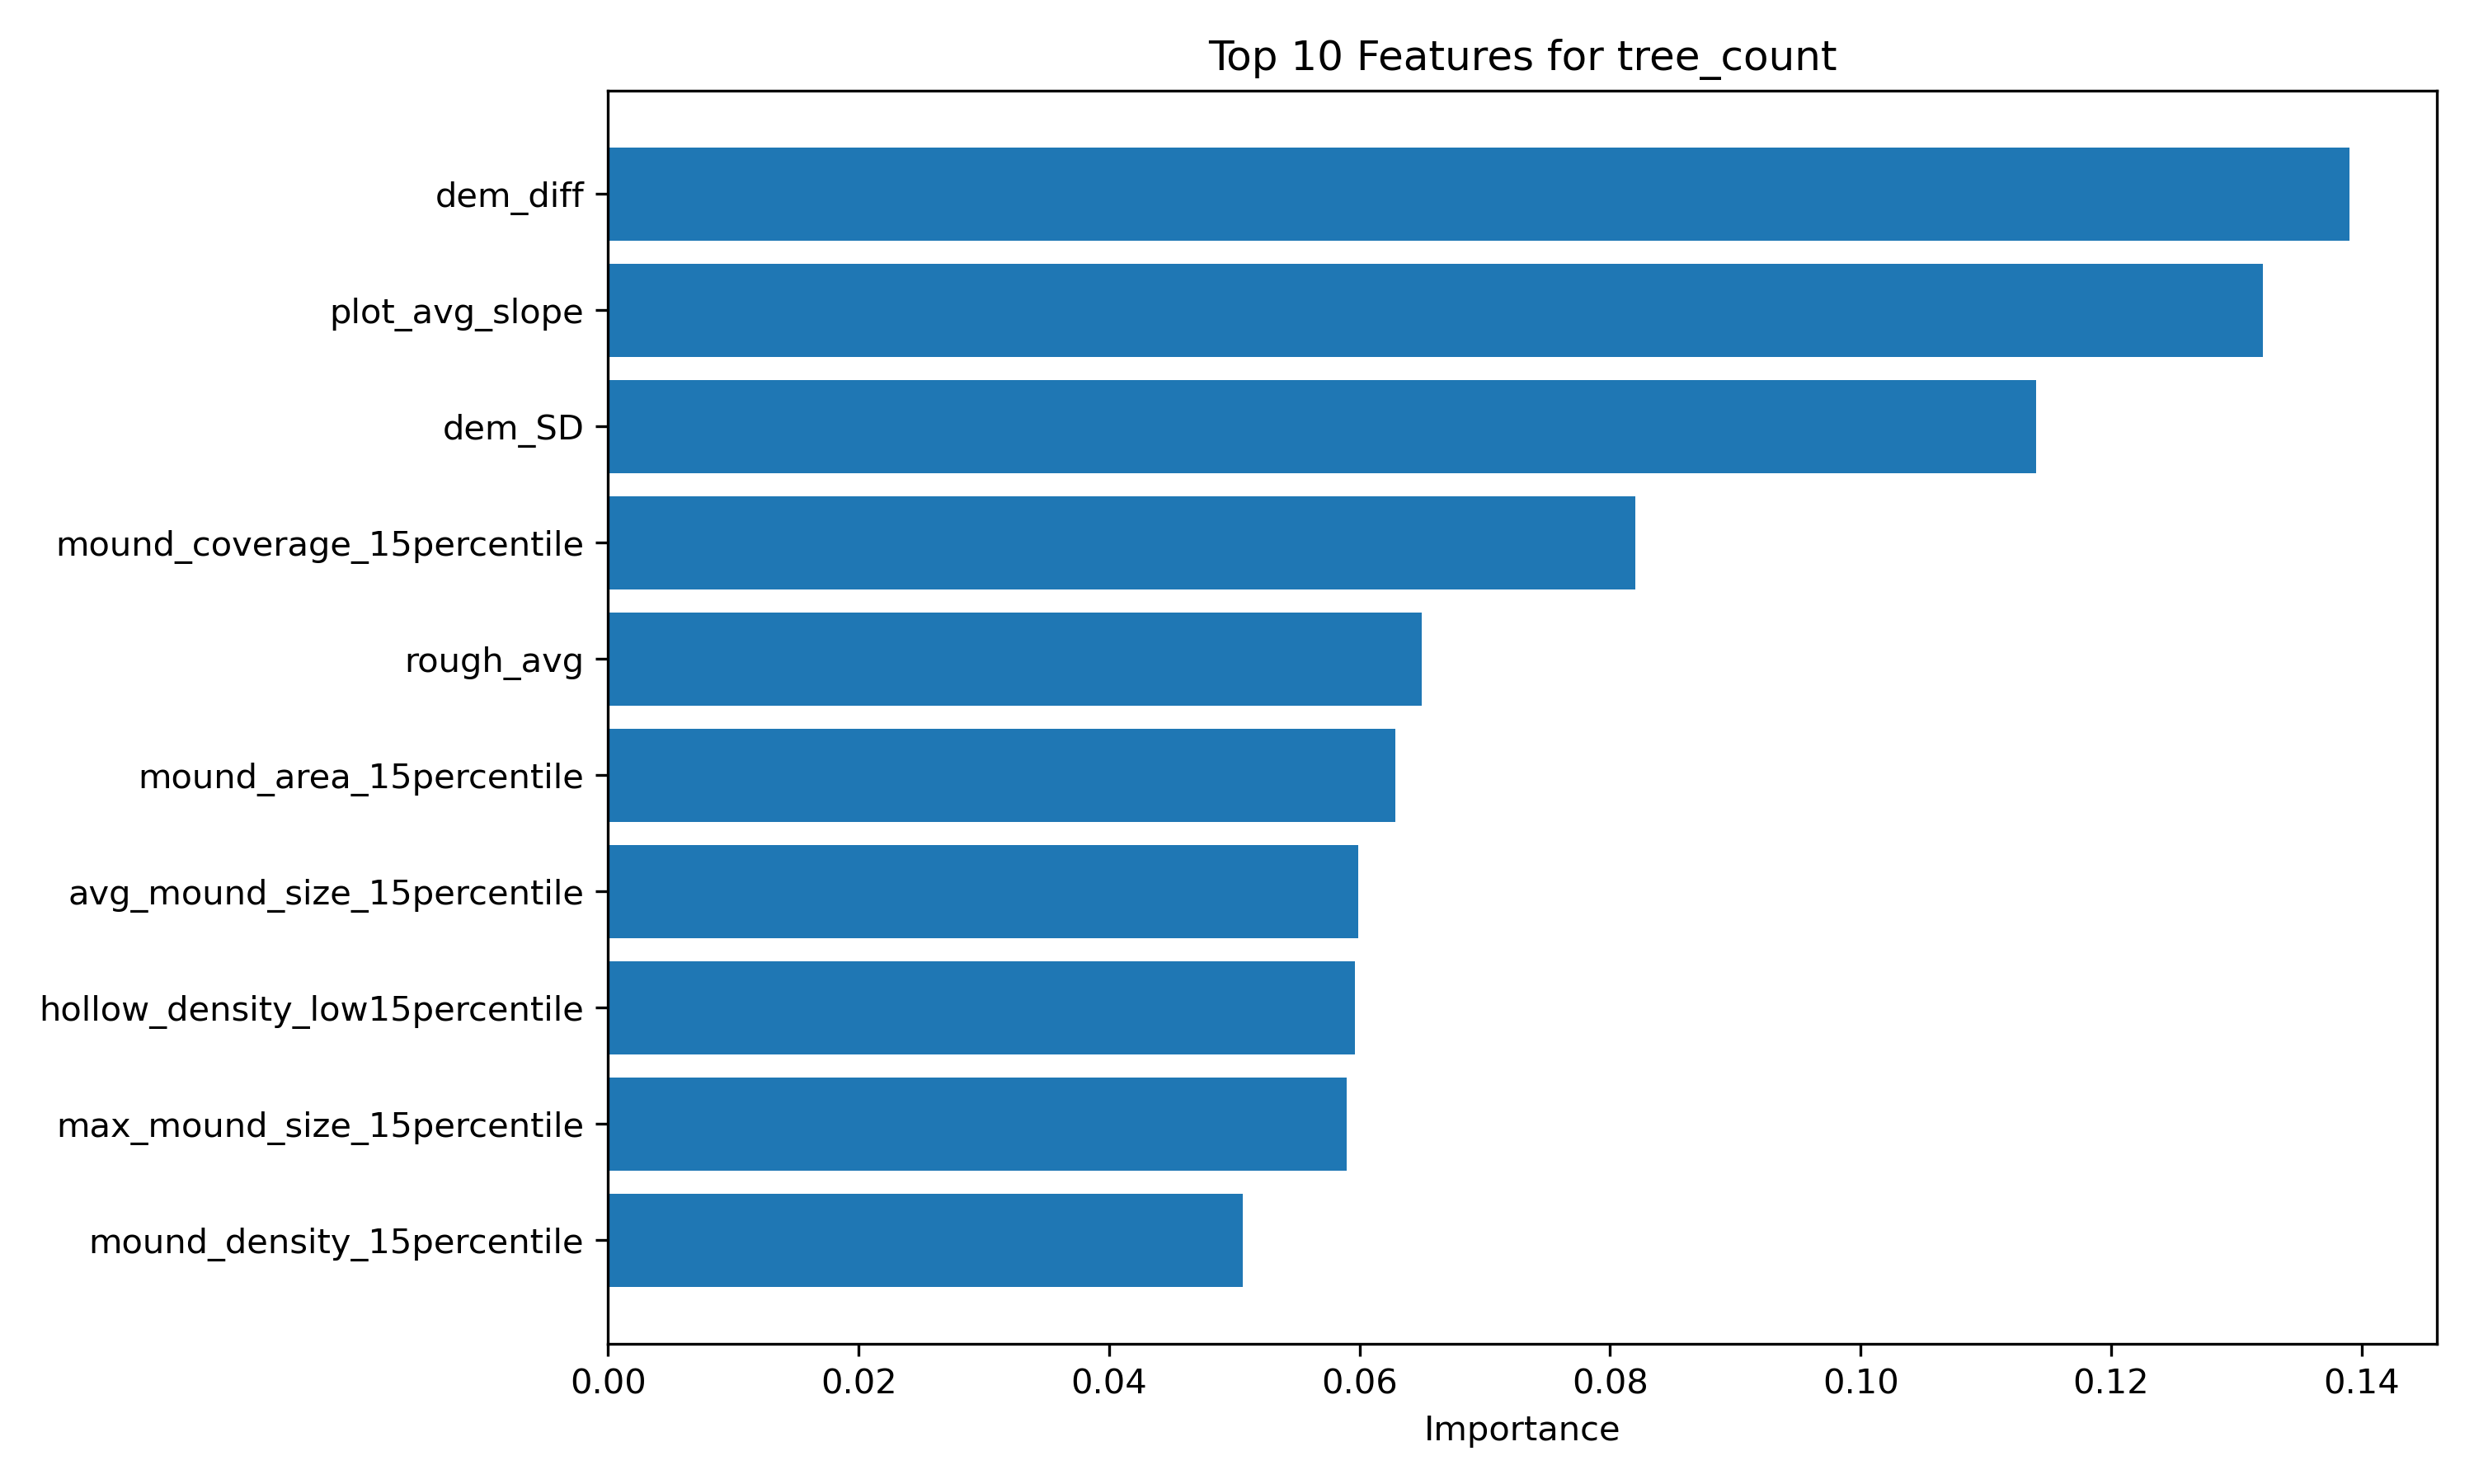 Top 10 Features for tree_count
dem_diff
plot_avg_slope
dem_SD
mound_coverage_15percentile
rough_avg
mound_area_15percentile
avg_mound_size_15percentile
hollow_density_low15percentile
max_mound_size_15percentile
mound_density_15percentile
0.00 0.02 0.04 0.06 0.08 0.10 0.12 0.14
Importance